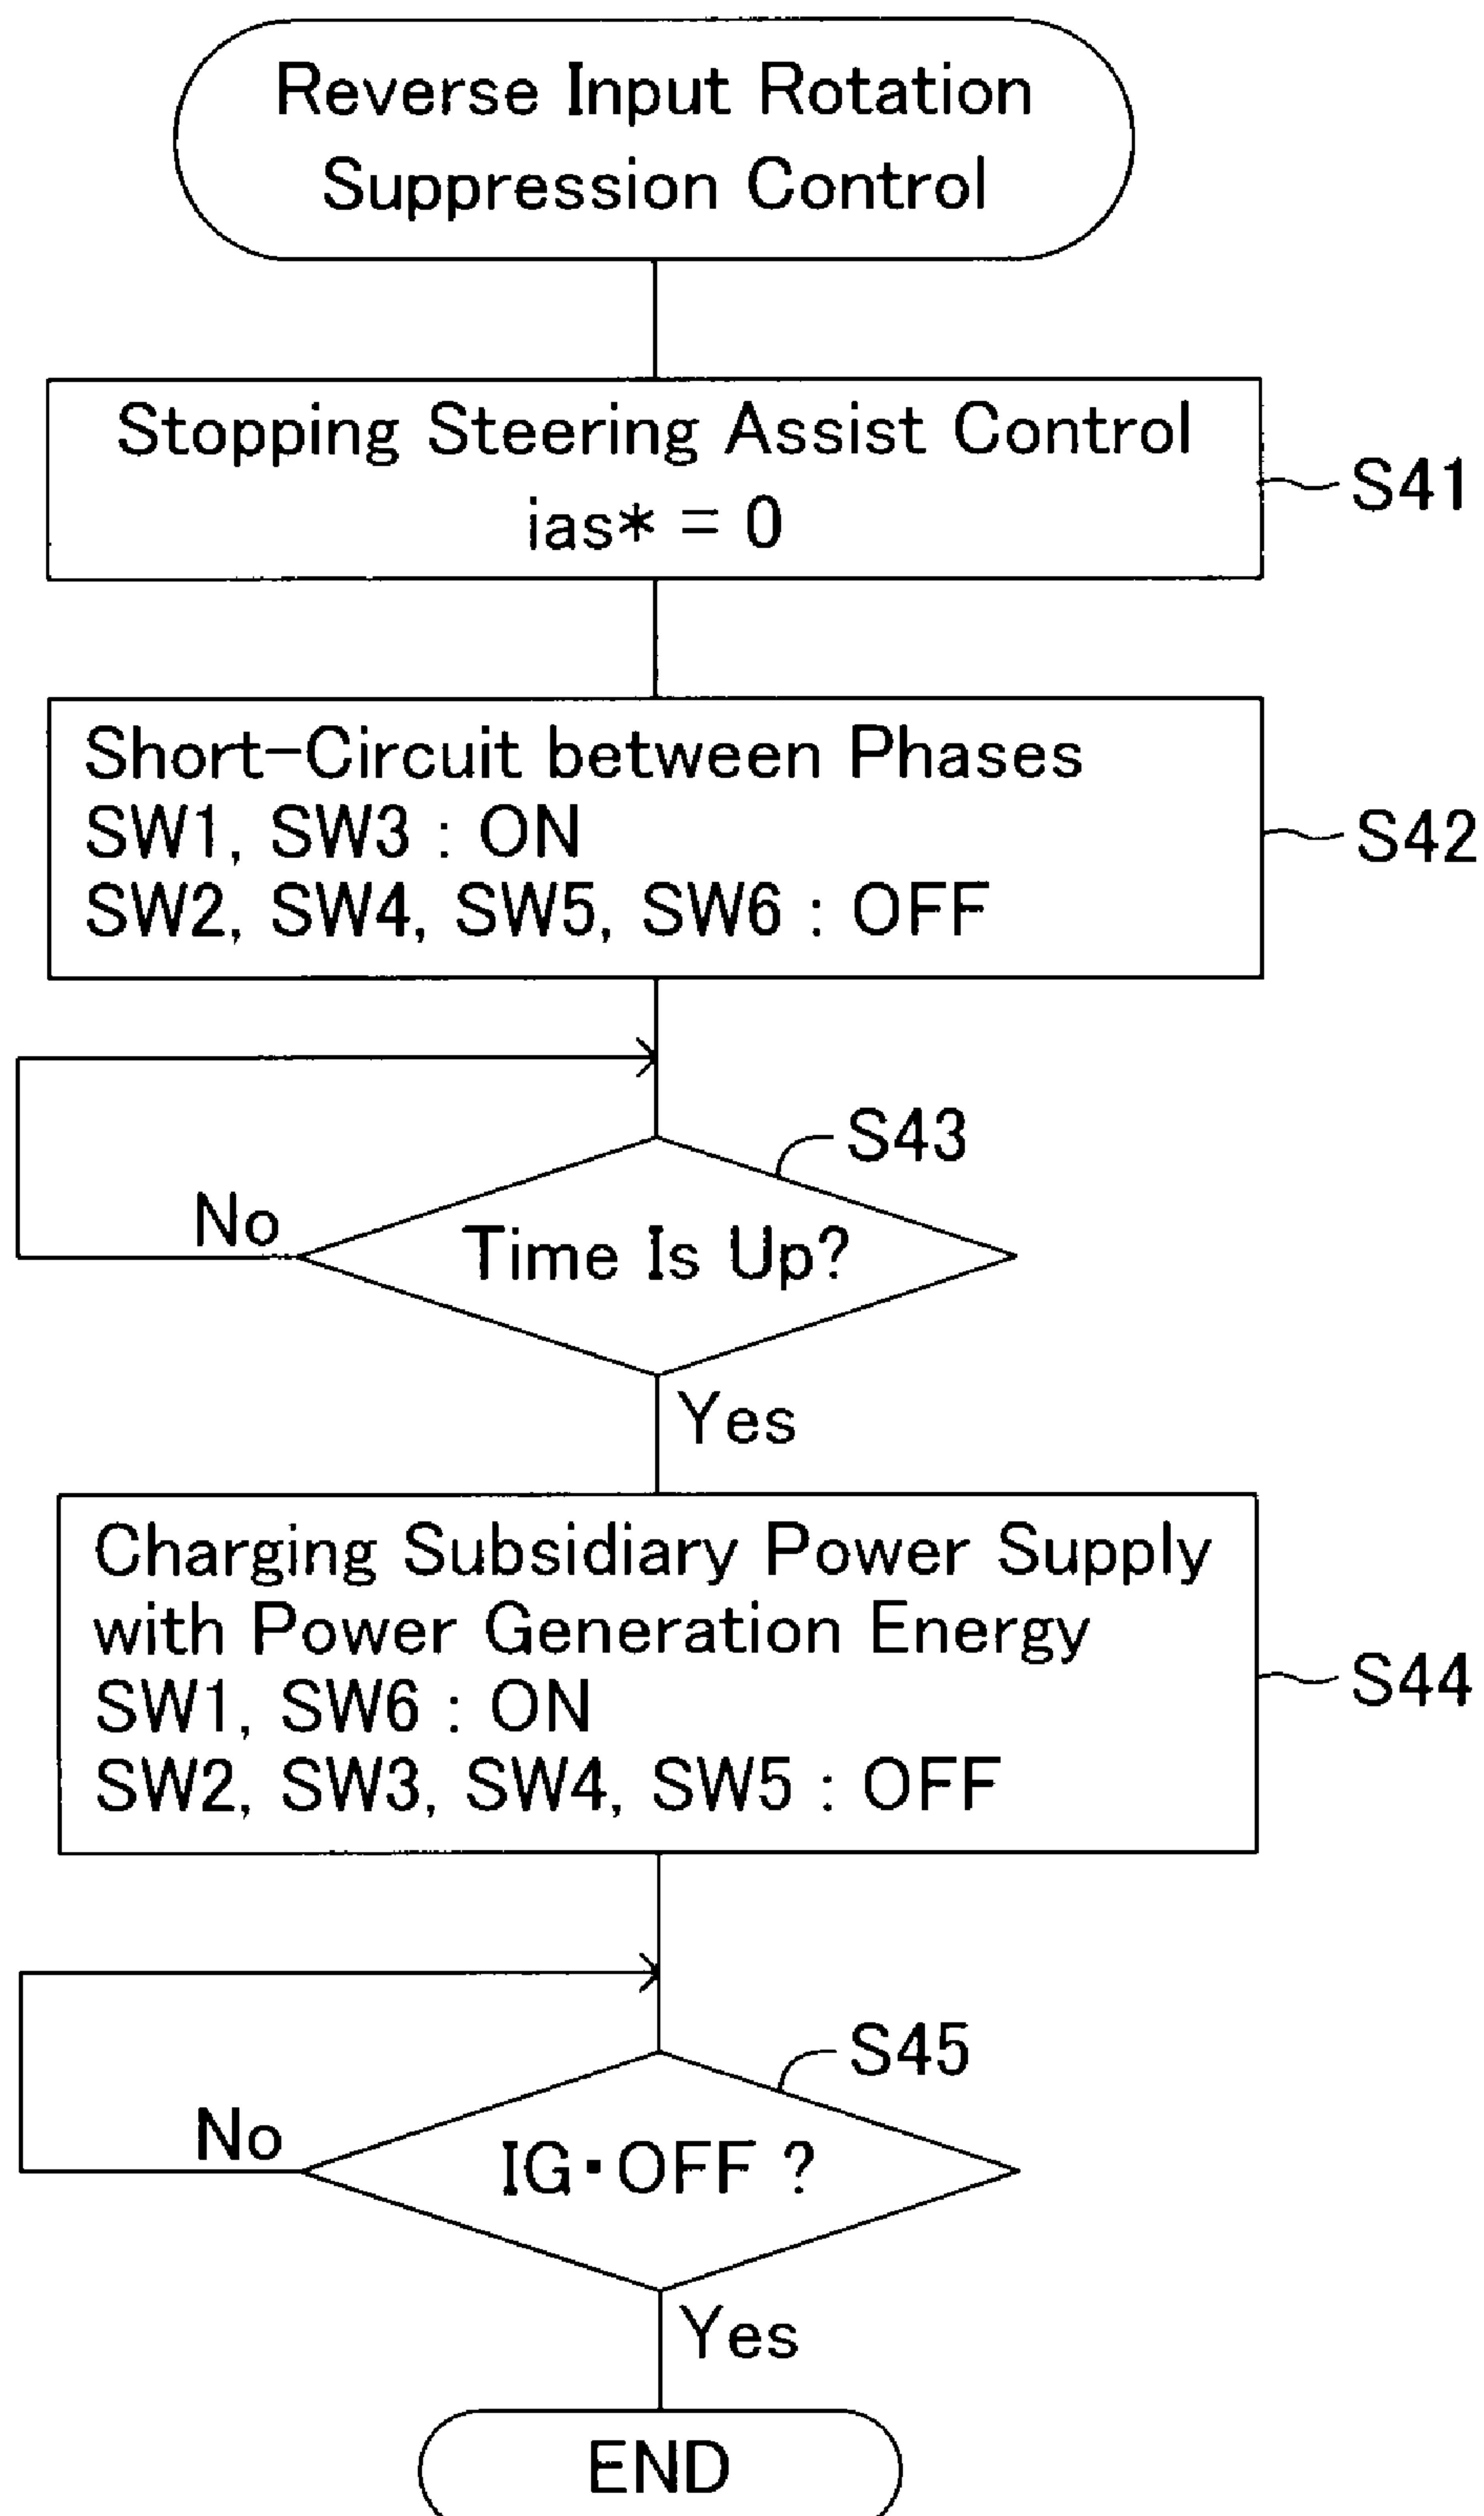 Reverse Input Rotation
Suppression Control
Stopping Steering Assist Control
ias* = 0
S41
Short-Circuit between Phases
SW1, SW3 : ON
SW2, SW4, SW5, SW6 : OFF
S42
S43
No
Time Is Up?
Yes
Charging Subsidiary Power Supply
with Power Generation Energy
SW1, SW6 : ON
SW2, SW3, SW4, SW5 : OFF
S44
S45
No
IG・OFF ?
Yes
END